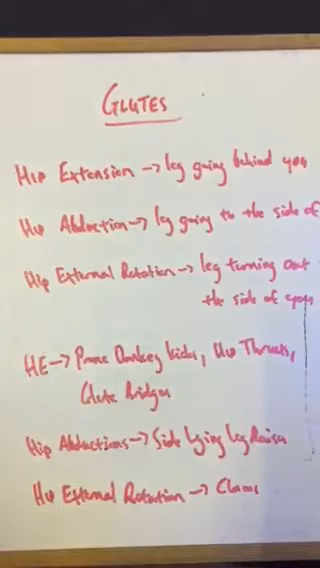 GLUTES
Hip Extension → leg going behind you
Hip Abduction → leg going to the side of
Hip External Rotation → leg turning out
the side of you
HE → Prone Donkey kicks, Hip Thrusts,
Glute Bridges
Hip Abductions → Side lying leg Raises
Hip External Rotation → Clams